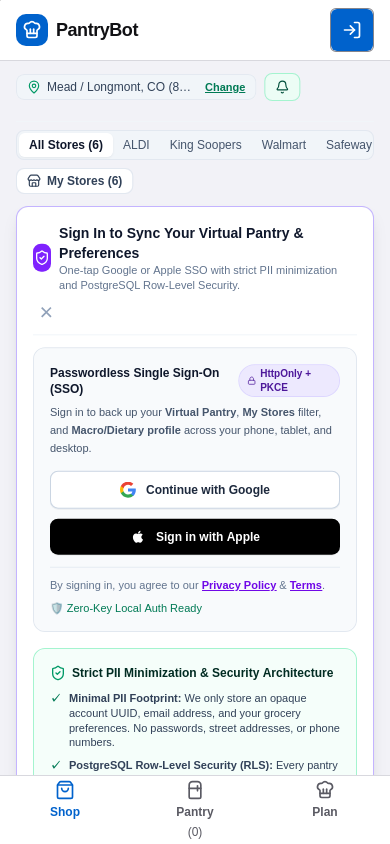 PantryBot
Mead / Longmont, CO (8… Change
All Stores (6) ALDI King Soopers Walmart Safeway
My Stores (6)
Sign In to Sync Your Virtual Pantry &
Preferences
One-tap Google or Apple SSO with strict PII minimization
and PostgreSQL Row-Level Security.
Passwordless Single Sign-On
(SSO)
HttpOnly +
PKCE
Sign in to back up your Virtual Pantry, My Stores filter,
and Macro/Dietary profile across your phone, tablet, and
desktop.
Continue with Google
Sign in with Apple
By signing in, you agree to our Privacy Policy & Terms.
Zero-Key Local Auth Ready
Strict PII Minimization & Security Architecture
✓ Minimal PII Footprint: We only store an opaque
account UUID, email address, and your grocery
preferences. No passwords, street addresses, or phone
numbers.
✓ PostgreSQL Row-Level Security (RLS): Every pantry
Shop Pantry Plan
(0)